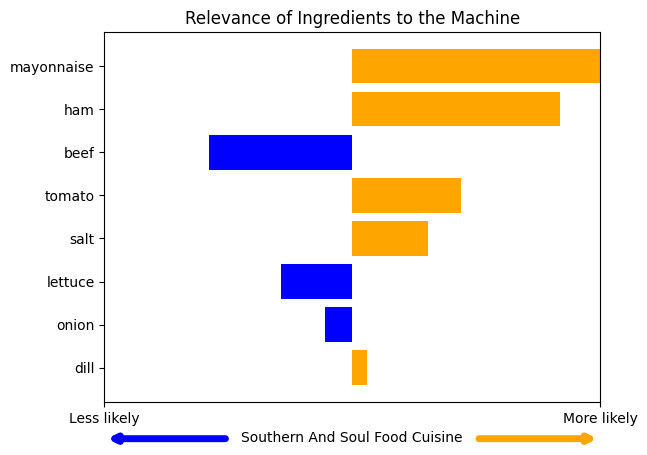 Relevance of Ingredients to the Machine
mayonnaise
ham
beef
tomato
salt
lettuce
onion
dill
Less likely
More likely
Southern And Soul Food Cuisine